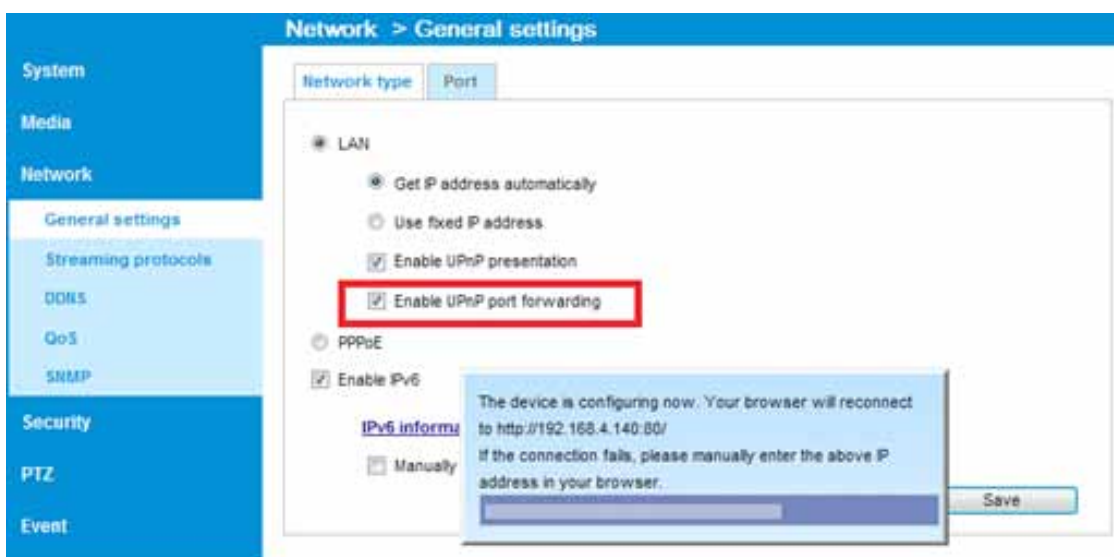 Network > General settings
System
Media
Network
General settings
Streaming protocols
DDNS
QoS
SNMP
Security
PTZ
Event
Network type
Port
LAN
Get IP address automatically
Use fixed IP address
Enable UPnP presentation
Enable UPnP port forwarding
PPPoE
Enable IPv6
IPv6 informa
Manually
The device is configuring now. Your browser will reconnect
to http://192.168.4.140:80/
If the connection fails, please manually enter the above IP
address in your browser.
Save